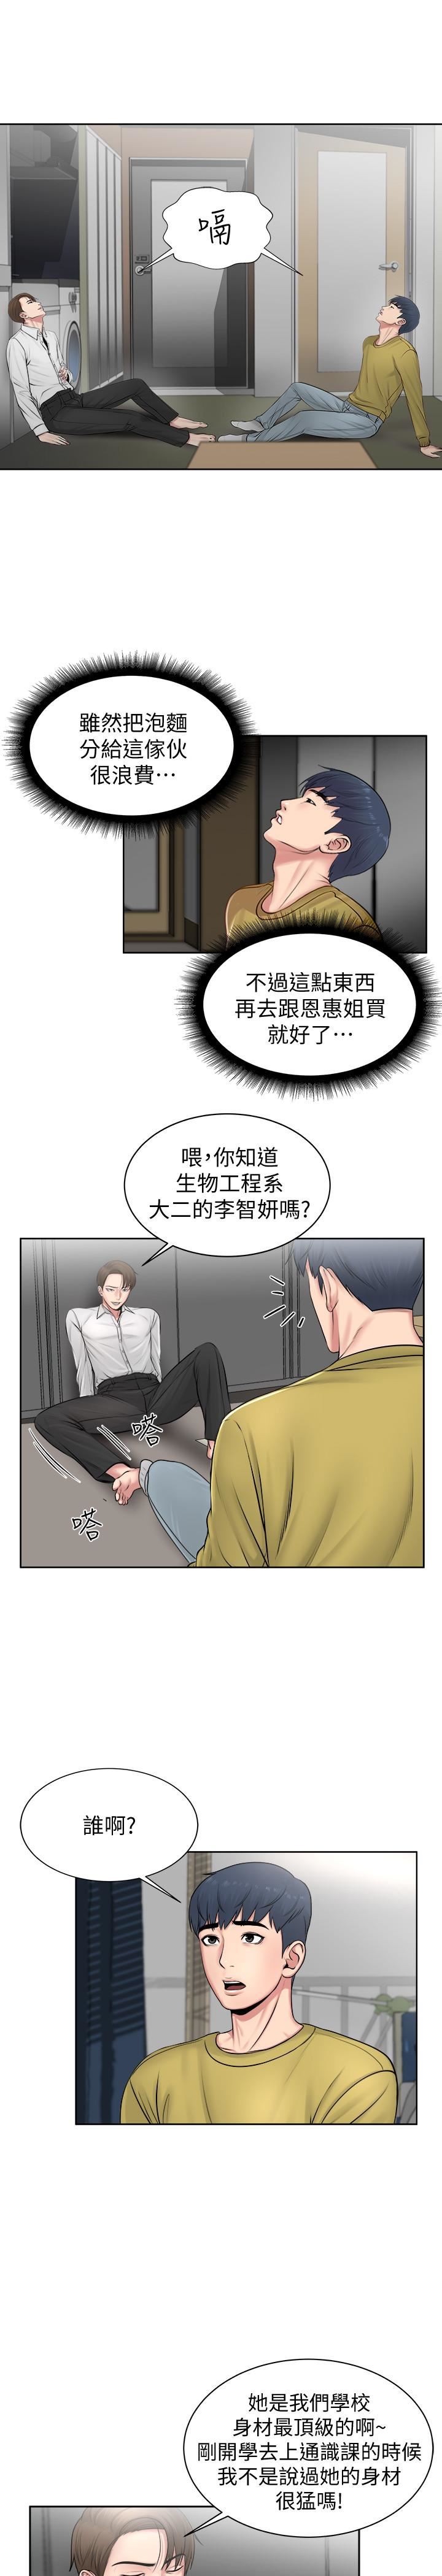 嗝
雖然把泡麵
分給這傢伙
很浪費⋯
不過這點東西
再去跟恩惠姐買
就好了⋯
喂,你知道
生物工程系
大二的李智妍嗎?
嗒
嗒
誰啊?
她是我們學校
身材最頂級的啊~
剛開學去上通識課的時候
我不是說過她的身材
很猛嗎!